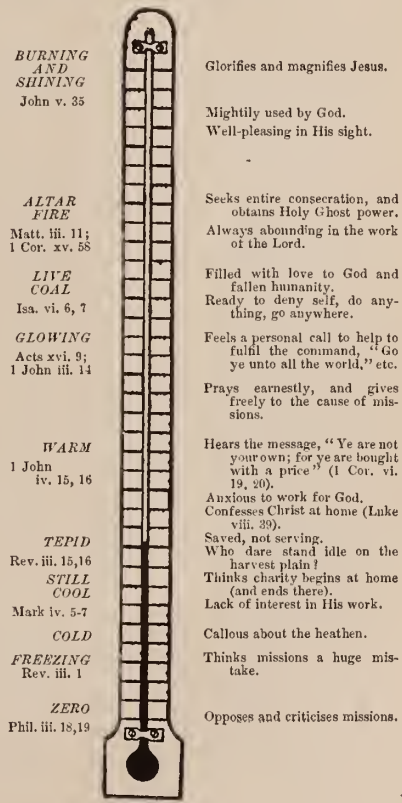 BURNING
AND
SHINING
John v. 35
Glorifies and magnifies Jesus.
Mightily used by God.
Well-pleasing in His sight.
ALTAR
FIRE
Matt. iii. 11;
1 Cor. xv. 58
Seeks entire consecration, and
obtains Holy Ghost power.
Always abounding in the work
of the Lord.
LIVE
COAL
Isa. vi. 6, 7
Filled with love to God and
fallen humanity.
Ready to deny self, do any-
thing, go anywhere.
GLOWING
Acts xvi. 9;
1 John iii. 14
Feels a personal call to help to
fulfil the command, "Go
ye unto all the world," etc.
Prays earnestly, and gives
freely to the cause of mis-
sions.
WARM
1 John
iv. 15, 16
Hears the message, "Ye are not
your own; for ye are bought
with a price" (1 Cor. vi.
19, 20).
Anxious to work for God.
Confesses Christ at home (Luke
viii. 39).
TEPID
Rev. iii. 15,16
Saved, not serving.
Who dare stand idle on the
harvest plain?
STILL
COOL
Mark iv. 5-7
Thinks charity begins at home
(and ends there).
Lack of interest in His work.
COLD
Callous about the heathen.
FREEZING
Rev. iii. 1
Thinks missions a huge mis-
take.
ZERO
Phil. iii. 18,19
Opposes and criticises missions.